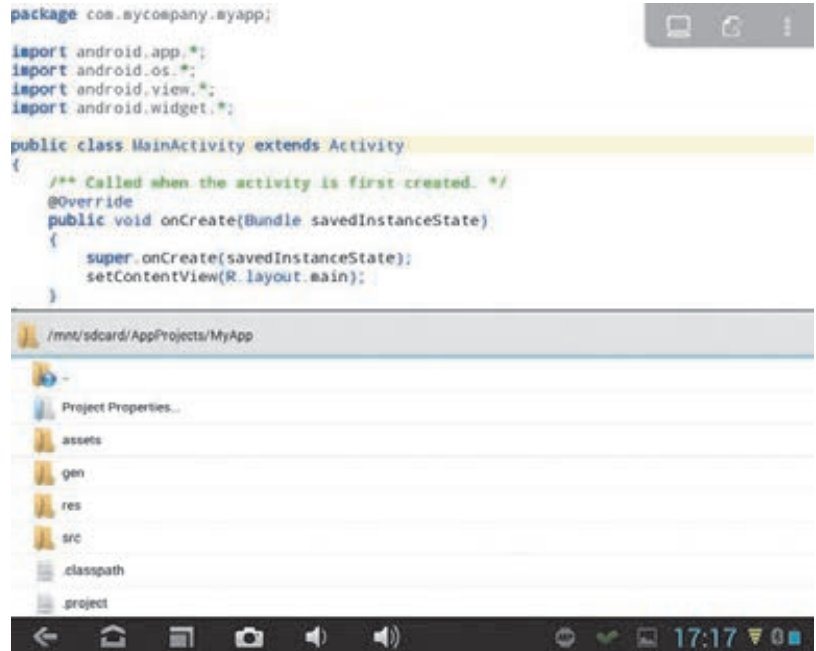 package com.mycompany.myapp;
import android.app.*;
import android.os.*;
import android.view.*;
import android.widget.*;
public class MainActivity extends Activity
{
/** Called when the activity is first created. */
@Override
public void onCreate(Bundle savedInstanceState)
{
super.onCreate(savedInstanceState);
setContentView(R.layout.main);
}
/mnt/sdcard/AppProjects/MyApp
..
Project Properties...
assets
gen
res
src
.classpath
.project
17:17